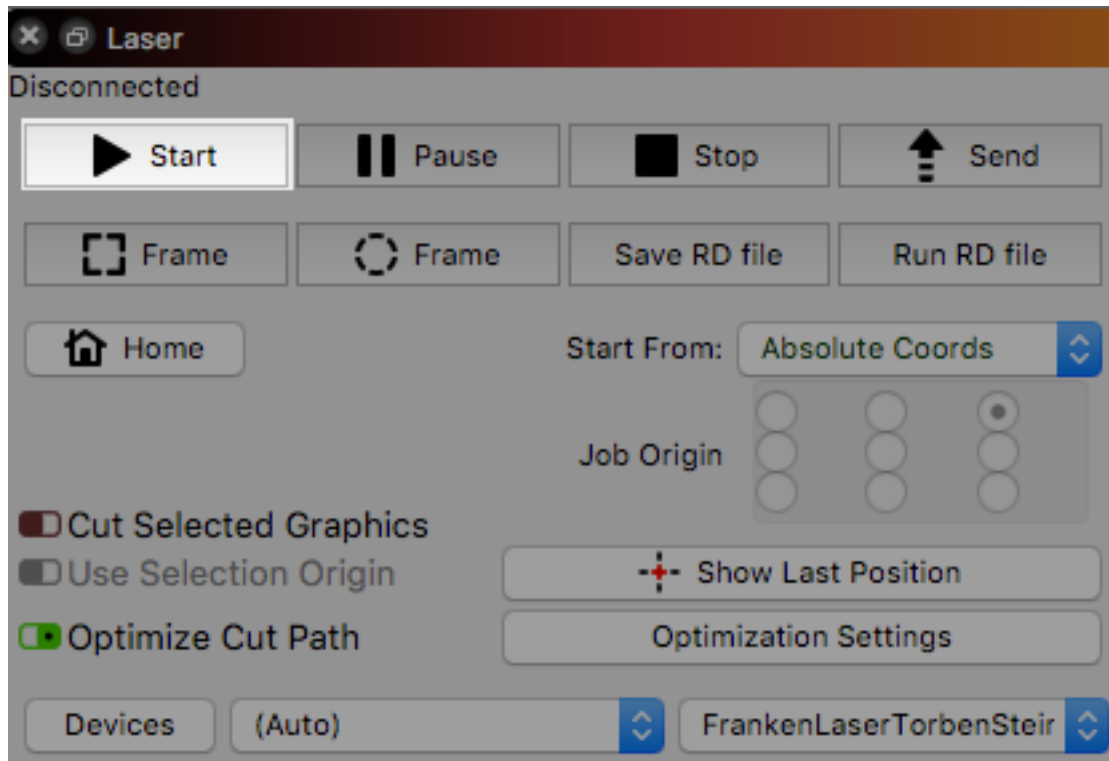 Laser
Disconnected
Start Pause Stop Send
Frame Frame Save RD file Run RD file
Home Start From: Absolute Coords
Job Origin
Cut Selected Graphics
Use Selection Origin Show Last Position
Optimize Cut Path Optimization Settings
Devices (Auto) FrankenLaserTorbenSteir